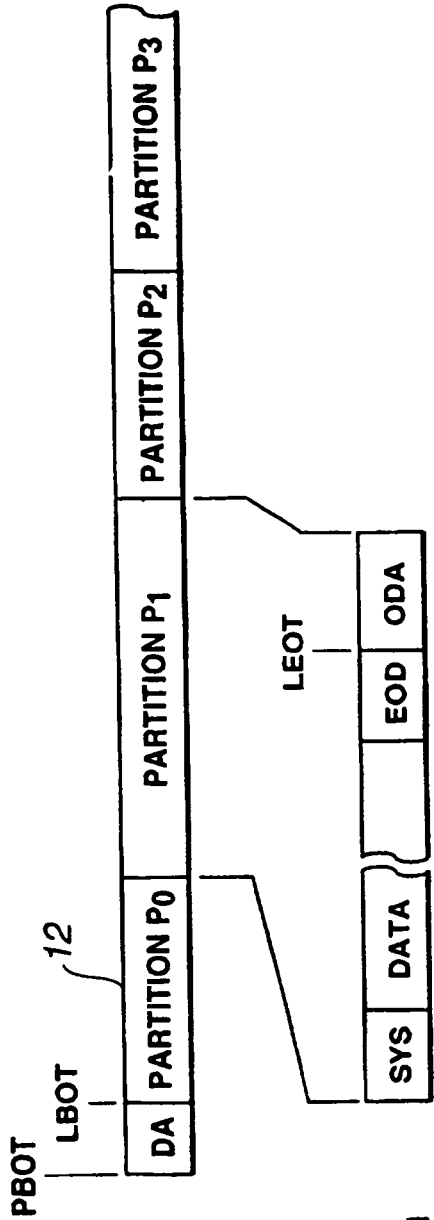 PBOT
LBOT
12
DA PARTITION P0 PARTITION P1 PARTITION P2 PARTITION P3
LEOT
SYS DATA EOD ODA